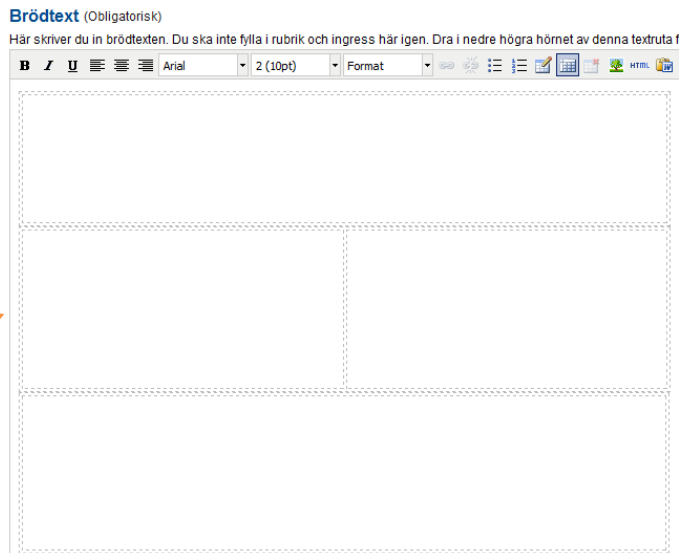 Brödtext (Obligatorisk)
Här skriver du in brödtexten. Du ska inte fylla i rubrik och ingress här igen. Dra i nedre högra hörnet av denna textruta f
B I U Arial 2 (10pt) Format HTML